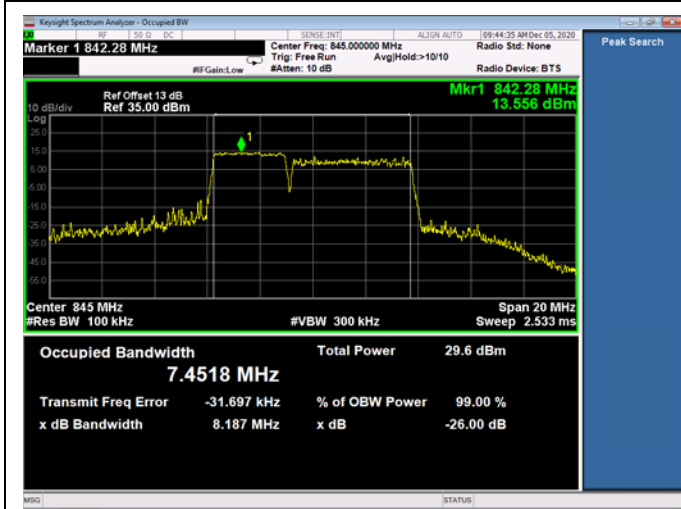 Keysight Spectrum Analyzer - Occupied BW
RF 50 Ω DC SENSE:INT ALIGN AUTO 09:44:35 AM Dec 05, 2020
Marker 1 842.28 MHz
Center Freq: 845.000000 MHz Radio Std: None
Trig: Free Run Avg|Hold:>10/10
#IFGain:Low #Atten: 10 dB Radio Device: BTS
Peak Search
Mkr1 842.28 MHz
13.556 dBm
Ref Offset 13 dB
10 dB/div Ref 35.00 dBm
Log
25.0
1
15.0
5.00
-5.00
-15.0
-25.0
-35.0
-45.0
-55.0
Center 845 MHz Span 20 MHz
#Res BW 100 kHz #VBW 300 kHz Sweep 2.533 ms
Occupied Bandwidth Total Power 29.6 dBm
7.4518 MHz
Transmit Freq Error -31.697 kHz % of OBW Power 99.00 %
x dB Bandwidth 8.187 MHz x dB -26.00 dB
MSG STATUS